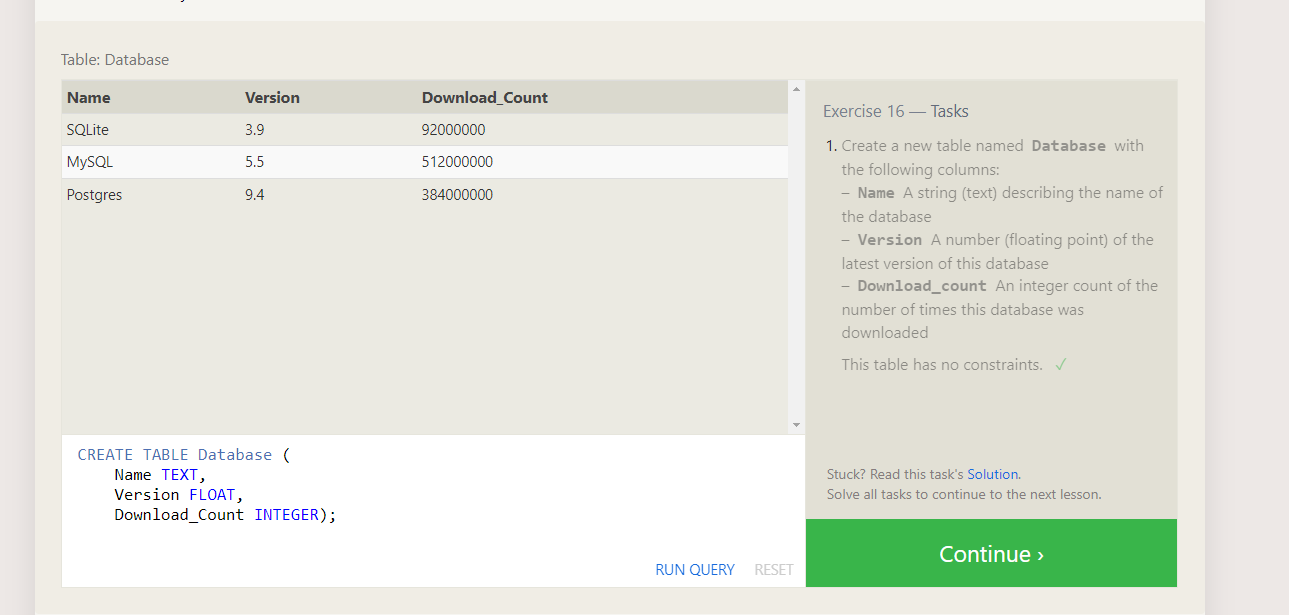 Table: Database
Name Version Download_Count
SQLite 3.9 92000000
MySQL 5.5 512000000
Postgres 9.4 384000000
CREATE TABLE Database (
    Name TEXT,
    Version FLOAT,
    Download_Count INTEGER);
RUN QUERY RESET
Exercise 16 — Tasks
1. Create a new table named Database with
the following columns:
– Name A string (text) describing the name of
the database
– Version A number (floating point) of the
latest version of this database
– Download_count An integer count of the
number of times this database was
downloaded
This table has no constraints. ✓
Stuck? Read this task's Solution.
Solve all tasks to continue to the next lesson.
Continue ›